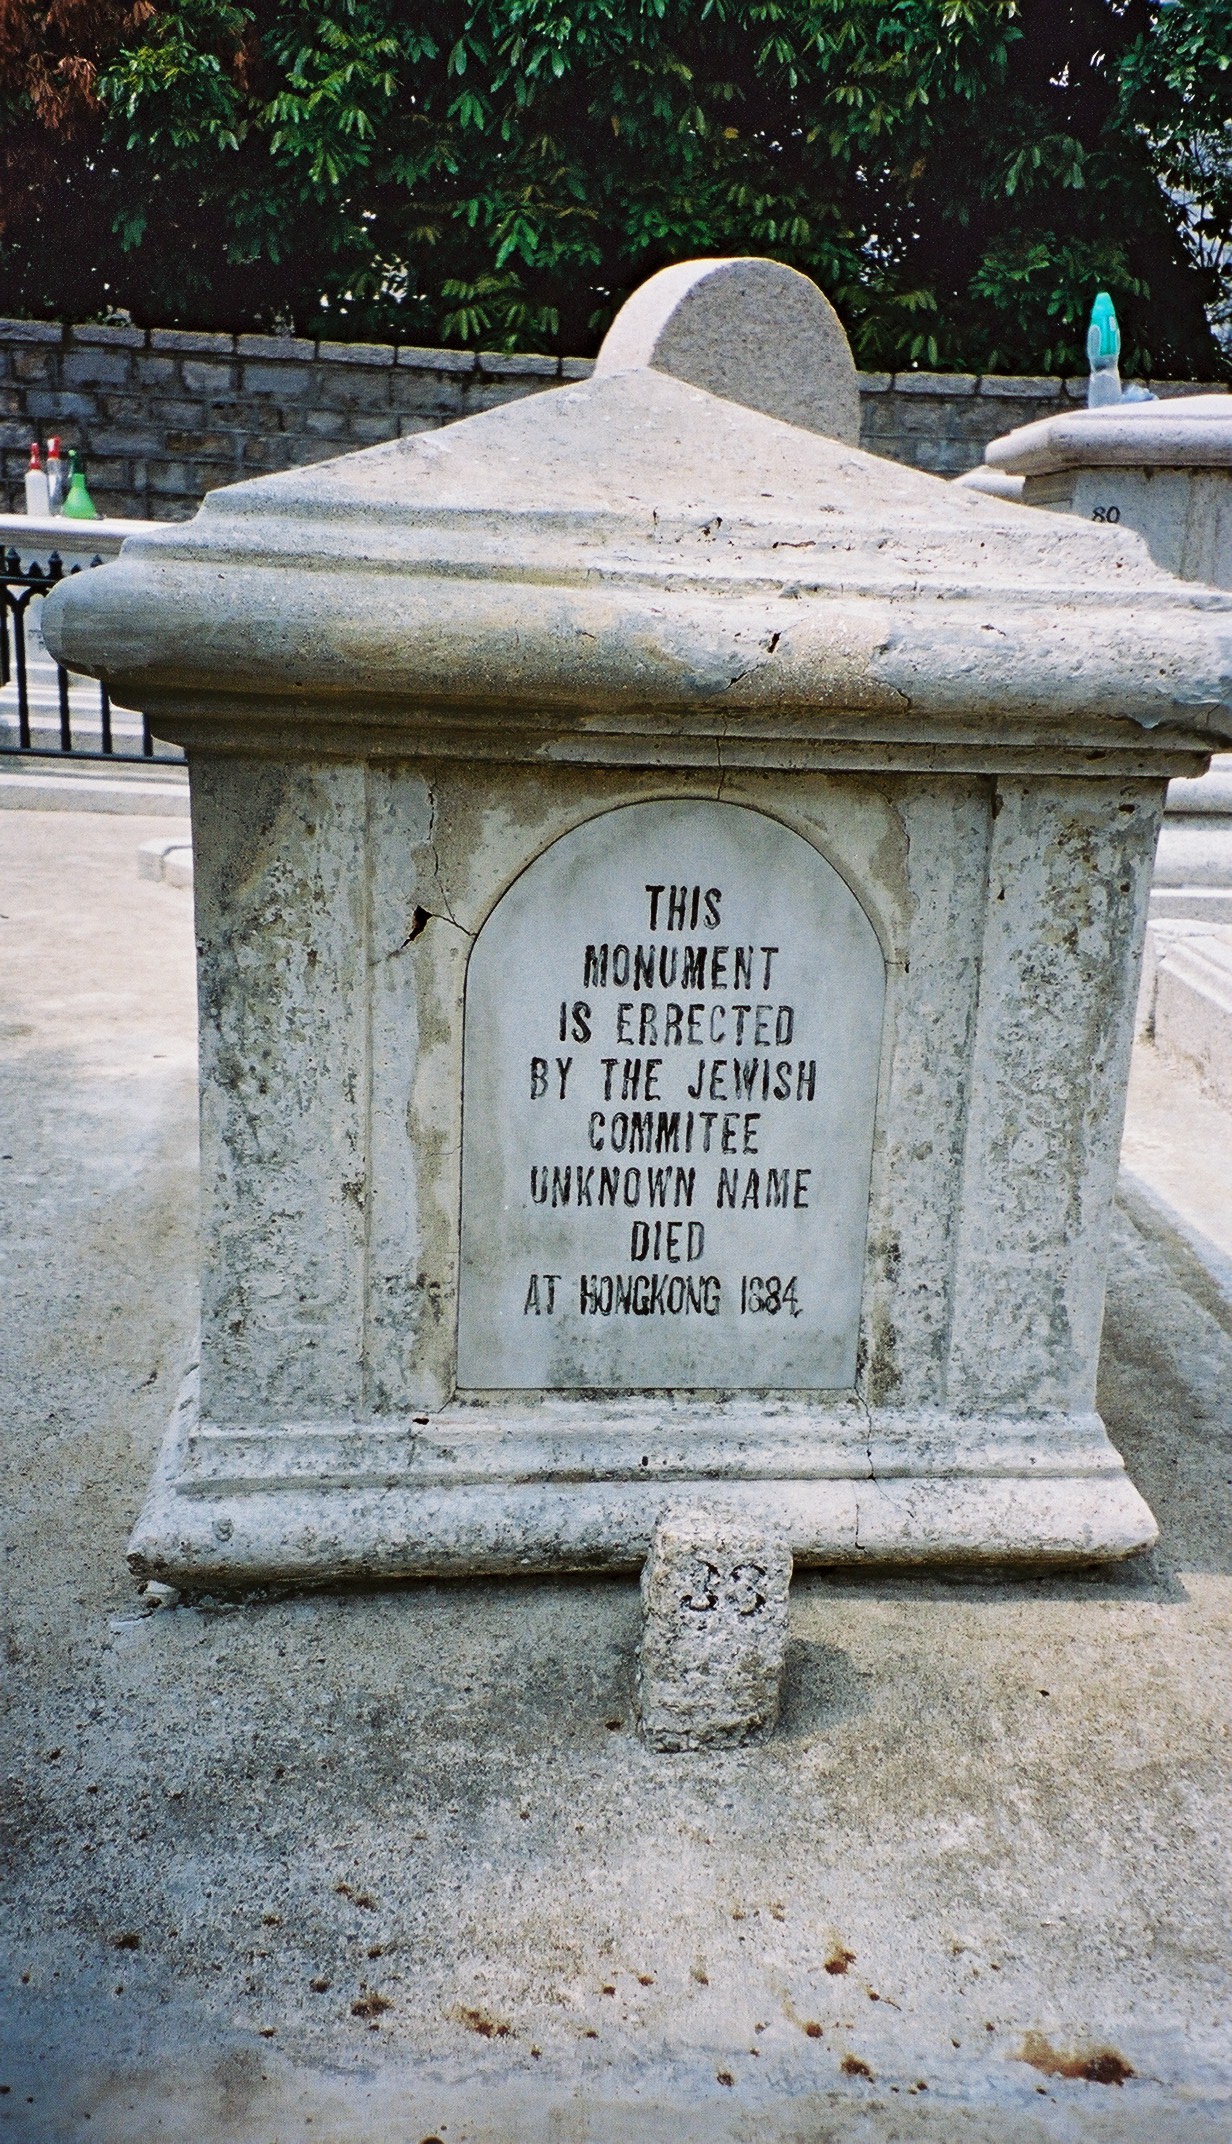 80
THIS
MONUMENT
IS ERRECTED
BY THE JEWISH
COMMITEE
UNKNOWN NAME
DIED
AT HONGKONG 1884.
33